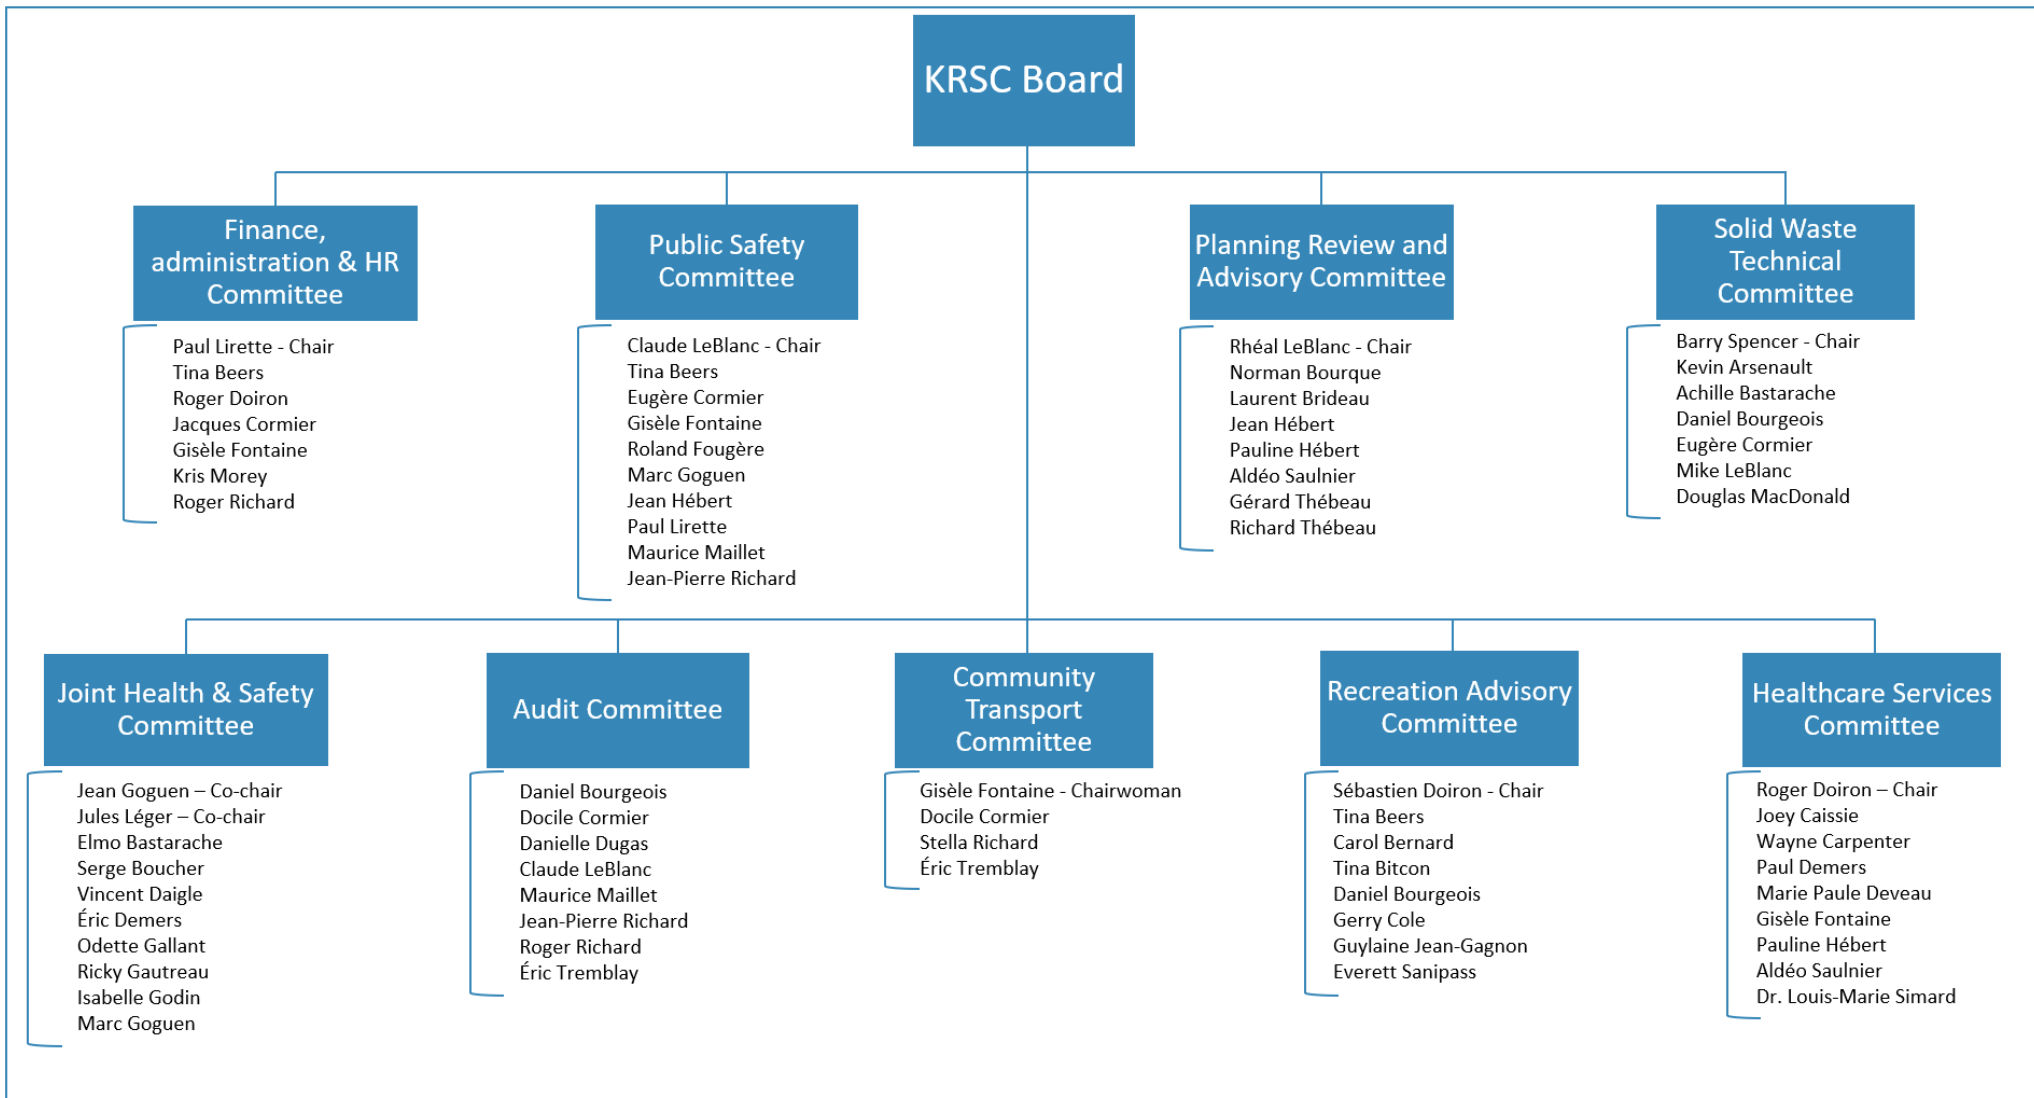 KRSC Board
Finance,
administration & HR
Committee
Paul Lirette - Chair
Tina Beers
Roger Doiron
Jacques Cormier
Gisèle Fontaine
Kris Morey
Roger Richard
Public Safety
Committee
Claude LeBlanc - Chair
Tina Beers
Eugère Cormier
Gisèle Fontaine
Roland Fougère
Marc Goguen
Jean Hébert
Paul Lirette
Maurice Maillet
Jean-Pierre Richard
Planning Review and
Advisory Committee
Rhéal LeBlanc - Chair
Norman Bourque
Laurent Brideau
Jean Hébert
Pauline Hébert
Aldéo Saulnier
Gérard Thébeau
Richard Thébeau
Solid Waste
Technical
Committee
Barry Spencer - Chair
Kevin Arsenault
Achille Bastarache
Daniel Bourgeois
Eugère Cormier
Mike LeBlanc
Douglas MacDonald
Joint Health & Safety
Committee
Jean Goguen – Co-chair
Jules Léger – Co-chair
Elmo Bastarache
Serge Boucher
Vincent Daigle
Éric Demers
Odette Gallant
Ricky Gautreau
Isabelle Godin
Marc Goguen
Audit Committee
Daniel Bourgeois
Docile Cormier
Danielle Dugas
Claude LeBlanc
Maurice Maillet
Jean-Pierre Richard
Roger Richard
Éric Tremblay
Community
Transport
Committee
Gisèle Fontaine - Chairwoman
Docile Cormier
Stella Richard
Éric Tremblay
Recreation Advisory
Committee
Sébastien Doiron - Chair
Tina Beers
Carol Bernard
Tina Bitcon
Daniel Bourgeois
Gerry Cole
Guylaine Jean-Gagnon
Everett Sanipass
Healthcare Services
Committee
Roger Doiron – Chair
Joey Caissie
Wayne Carpenter
Paul Demers
Marie Paule Deveau
Gisèle Fontaine
Pauline Hébert
Aldéo Saulnier
Dr. Louis-Marie Simard